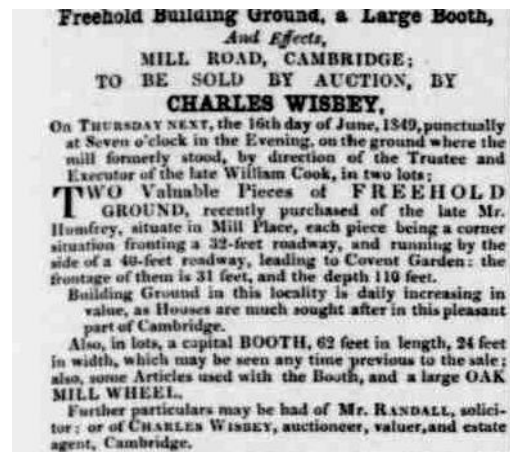 Freehold Building Ground, a Large Booth,
And Effects,
MILL ROAD, CAMBRIDGE;
TO BE SOLD BY AUCTION, BY
CHARLES WISBEY,
On THURSDAY NEXT, the 16th day of June, 1849, punctually
at Seven o'clock in the Evening, on the ground where the
mill formerly stood, by direction of the Trustee and
Executor of the late William Cook, in two lots;
TWO Valuable Pieces of FREEHOLD
GROUND, recently purchased of the late Mr.
Humfrey, situate in Mill Place, each piece being a corner
situation fronting a 32-feet roadway, and running by the
side of a 40-feet roadway, leading to Covent Garden: the
frontage of them is 31 feet, and the depth 110 feet.
Building Ground in this locality is daily increasing in
value, as Houses are much sought after in this pleasant
part of Cambridge.
Also, in lots, a capital BOOTH, 62 feet in length, 24 feet
in width, which may be seen any time previous to the sale;
also, some Articles used with the Booth, and a large OAK
MILL WHEEL.
Further particulars may be had of Mr. RANDALL, solici-
tor: or of CHARLES WISBEY, auctioneer, valuer, and estate
agent, Cambridge.